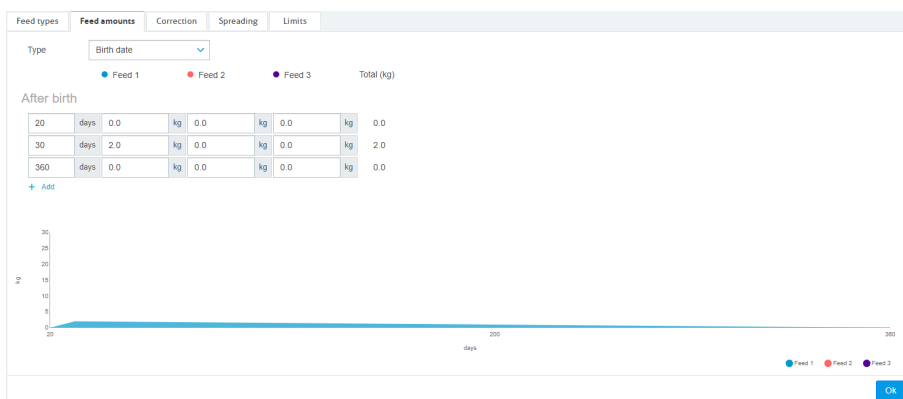 Feed types Feed amounts Correction Spreading Limits
Type Birth date
Feed 1 Feed 2 Feed 3 Total (kg)
After birth
20 days 0.0 kg 0.0 kg 0.0 kg 0.0
30 days 2.0 kg 0.0 kg 0.0 kg 2.0
360 days 0.0 kg 0.0 kg 0.0 kg 0.0
+ Add
30
25
20
15
10
5
0
kg
20 200 360
days
Feed 1 Feed 2 Feed 3
Ok